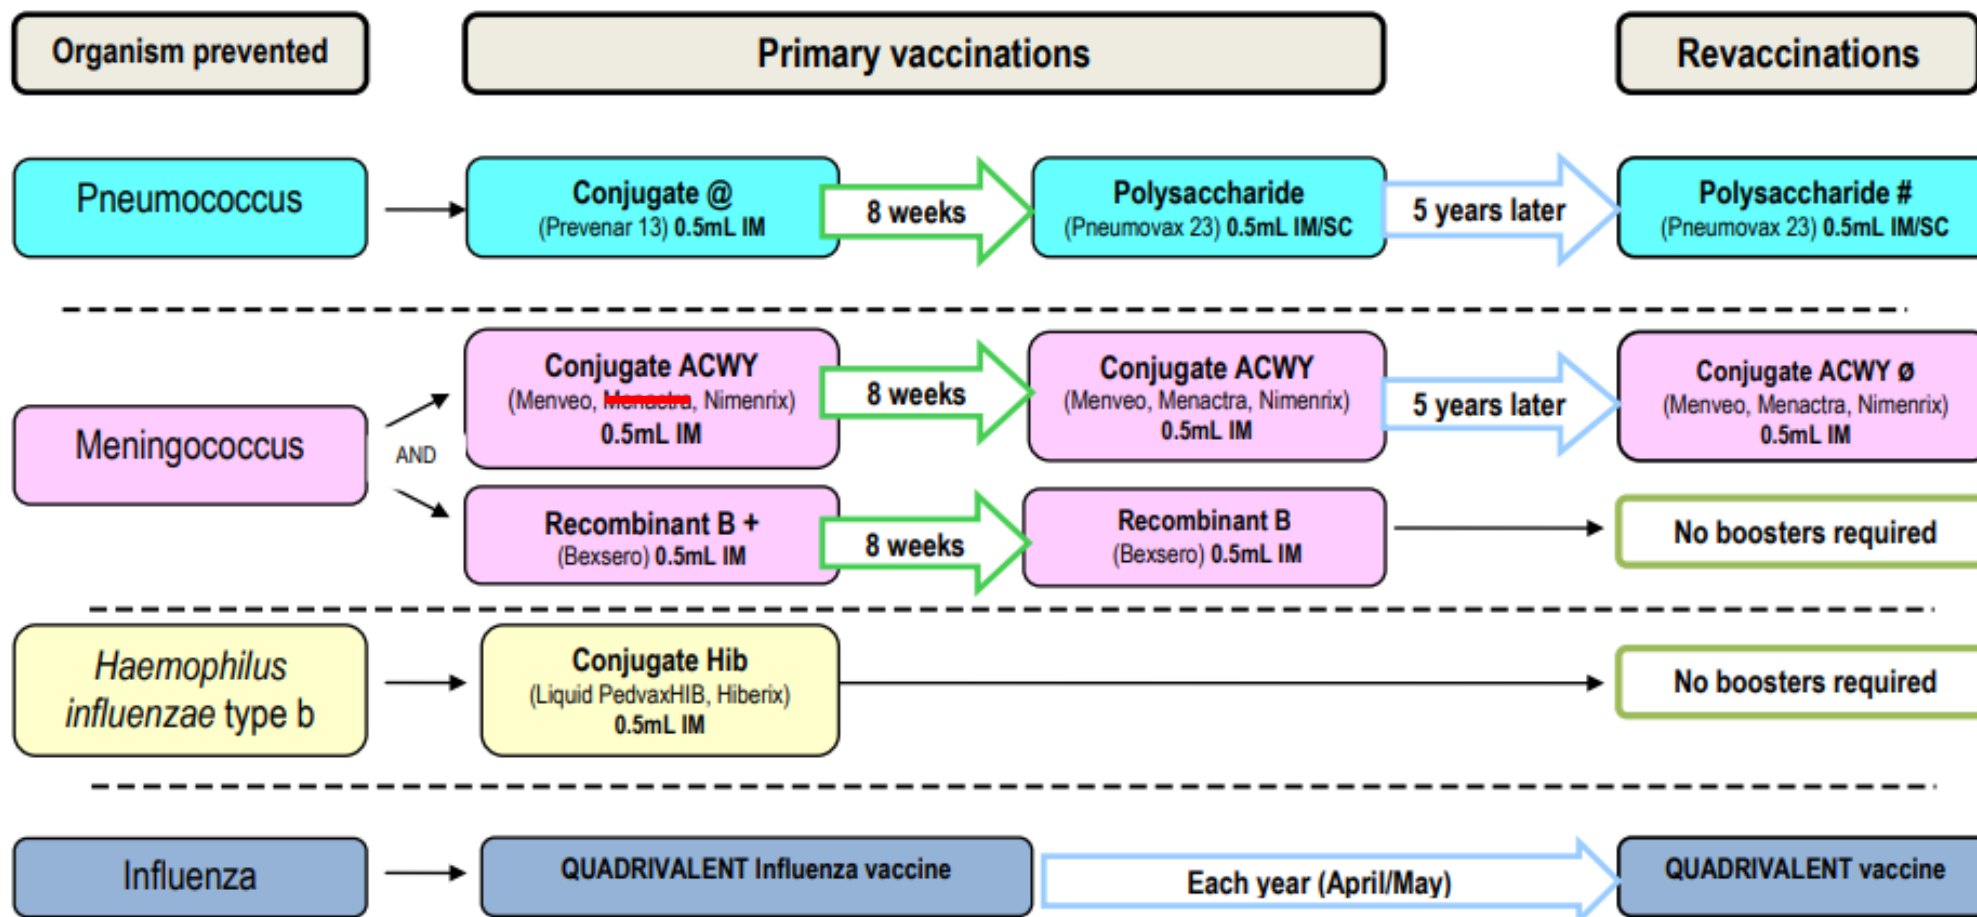 Organism prevented
Primary vaccinations
Revaccinations
Pneumococcus
Conjugate @
(Prevenar 13) 0.5mL IM
8 weeks
Polysaccharide
(Pneumovax 23) 0.5mL IM/SC
5 years later
Polysaccharide #
(Pneumovax 23) 0.5mL IM/SC
Meningococcus
AND
Conjugate ACWY
(Menveo, Menactra, Nimenrix)
0.5mL IM
8 weeks
Conjugate ACWY
(Menveo, Menactra, Nimenrix)
0.5mL IM
5 years later
Conjugate ACWY ø
(Menveo, Menactra, Nimenrix)
0.5mL IM
Recombinant B +
(Bexsero) 0.5mL IM
8 weeks
Recombinant B
(Bexsero) 0.5mL IM
No boosters required
Haemophilus
influenzae type b
Conjugate Hib
(Liquid PedvaxHIB, Hiberix)
0.5mL IM
No boosters required
Influenza
QUADRIVALENT Influenza vaccine
Each year (April/May)
QUADRIVALENT vaccine